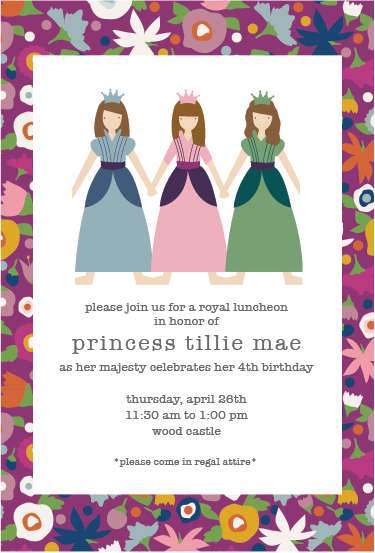 please join us for a royal luncheon
in honor of
princess tillie mae
as her majesty celebrates her 4th birthday
thursday, april 26th
11:30 am to 1:00 pm
wood castle
*please come in regal attire*